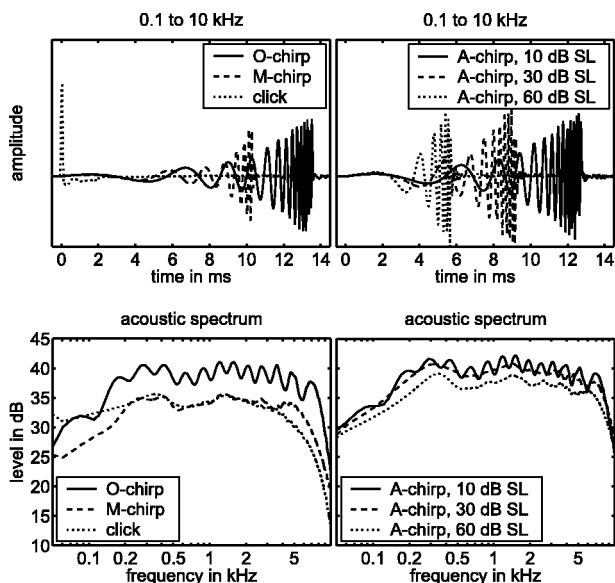 0.1 to 10 kHz
0.1 to 10 kHz
amplitude
O-chirp
M-chirp
click
A-chirp, 10 dB SL
A-chirp, 30 dB SL
A-chirp, 60 dB SL
0 2 4 6 8 10 12 14
0 2 4 6 8 10 12 14
time in ms
time in ms
acoustic spectrum
acoustic spectrum
level in dB
45
40
35
30
25
20
15
10
O-chirp
M-chirp
click
A-chirp, 10 dB SL
A-chirp, 30 dB SL
A-chirp, 60 dB SL
0.1 0.2 0.5 1 2 5
0.1 0.2 0.5 1 2 5
frequency in kHz
frequency in kHz